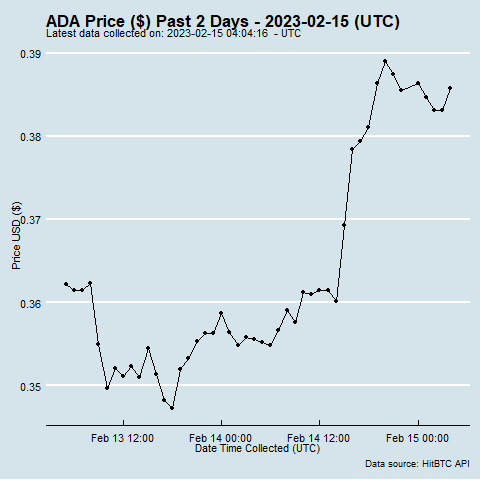 ADA Price ($) Past 2 Days - 2023-02-15 (UTC)
Latest data collected on: 2023-02-15 04:04:16 - UTC
0.39
0.38
0.37
0.36
0.35
Price USD ($)
Feb 13 12:00
Feb 14 00:00
Feb 14 12:00
Feb 15 00:00
Date Time Collected (UTC)
Data source: HitBTC API